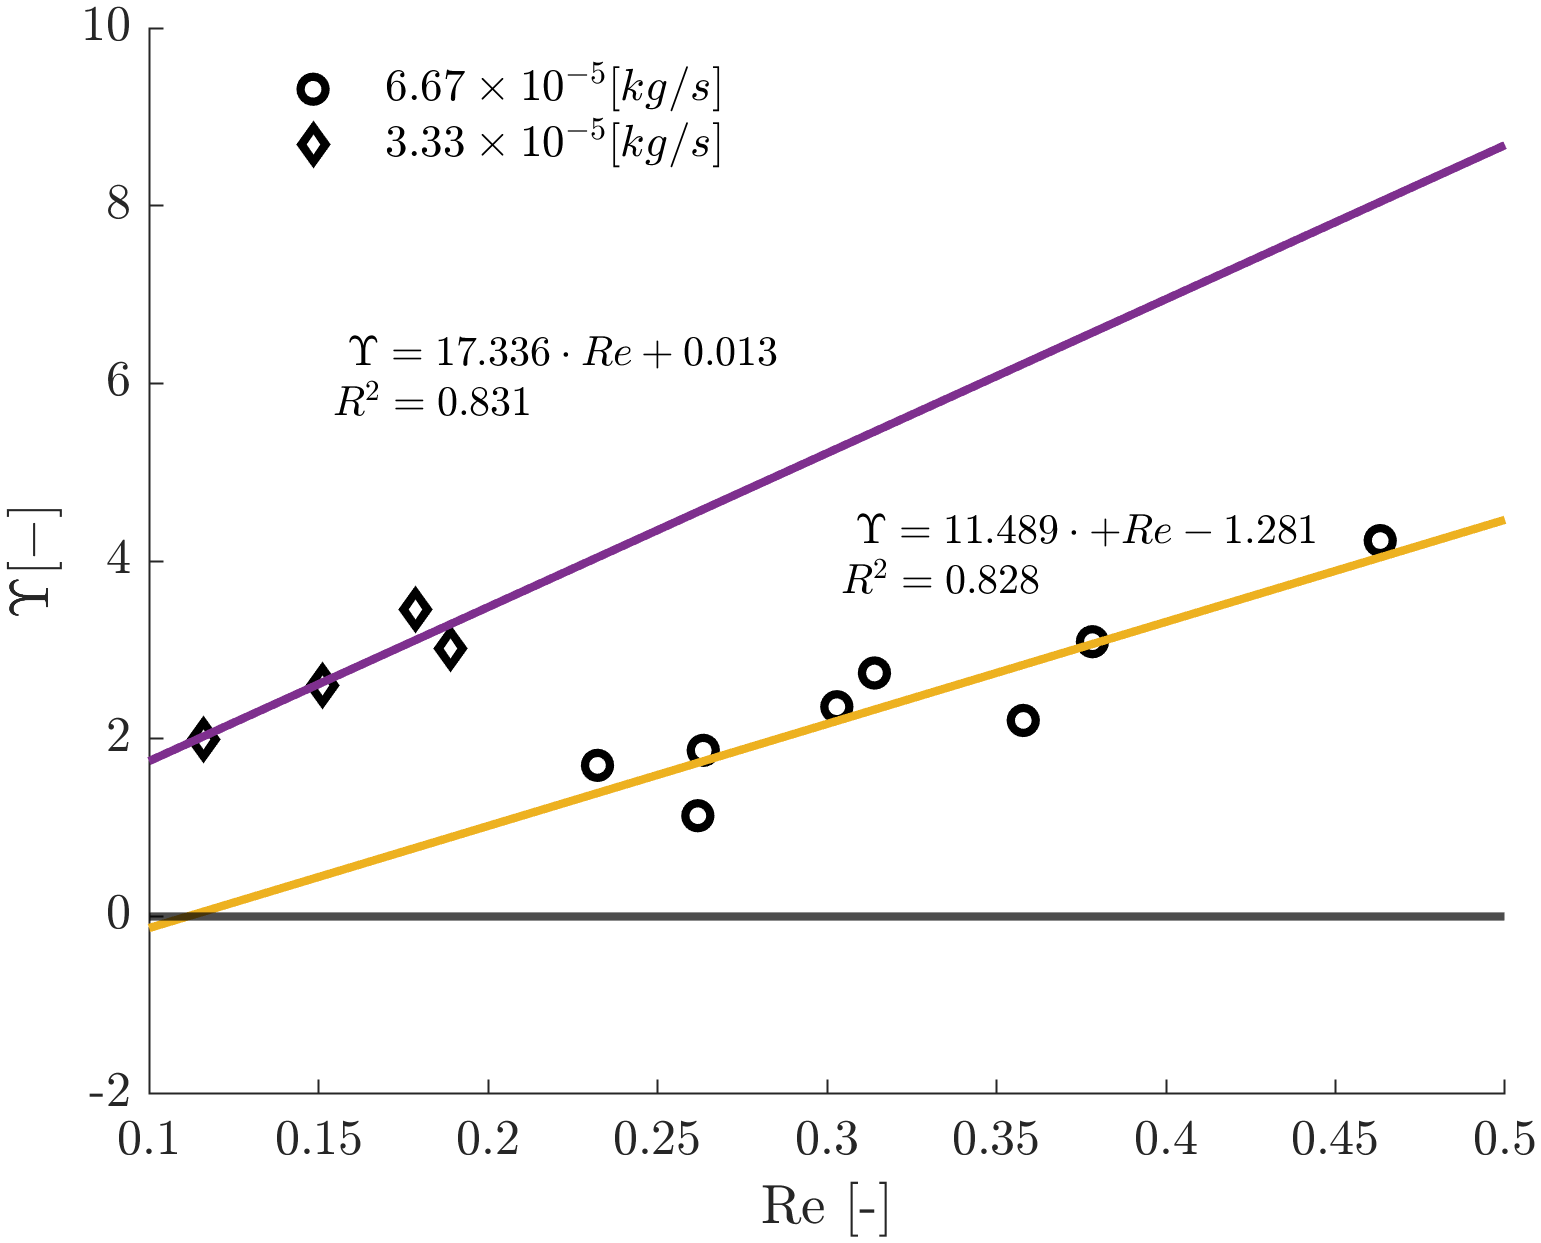 10
8
6
4
2
0
-2
ϒ[−]
6.67 × 10⁻⁵[kg/s]
3.33 × 10⁻⁵[kg/s]
ϒ = 17.336 · Re + 0.013
R² = 0.831
ϒ = 11.489 · +Re − 1.281
R² = 0.828
0.1 0.15 0.2 0.25 0.3 0.35 0.4 0.45 0.5
Re [-]